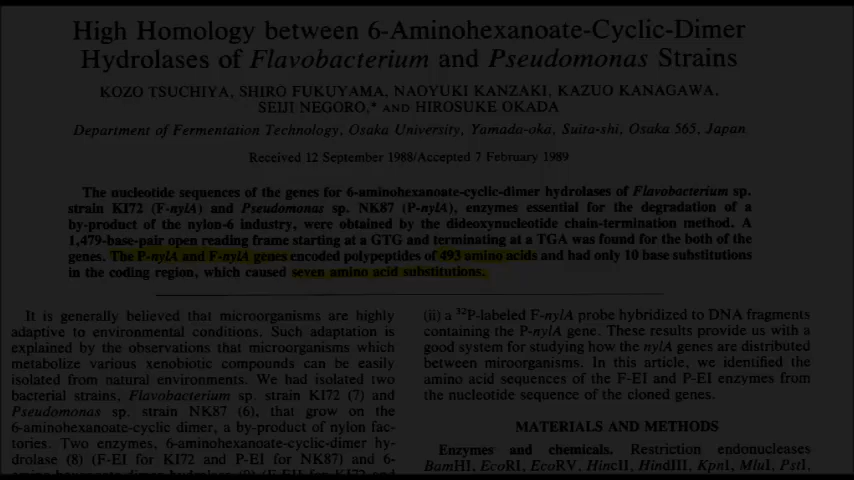 High Homology between 6-Aminohexanoate-Cyclic-Dimer
Hydrolases of Flavobacterium and Pseudomonas Strains
KOZO TSUCHIYA, SHIRO FUKUYAMA, NAOYUKI KANZAKI, KAZUO KANAGAWA,
SEIJI NEGORO,* AND HIROSUKE OKADA
Department of Fermentation Technology, Osaka University, Yamada-oka, Suita-shi, Osaka 565, Japan
Received 12 September 1988/Accepted 7 February 1989
The nucleotide sequences of the genes for 6-aminohexanoate-cyclic-dimer hydrolases of Flavobacterium sp.
strain KI72 (F-nylA) and Pseudomonas sp. NK87 (P-nylA), enzymes essential for the degradation of a
by-product of the nylon-6 industry, were obtained by the dideoxynucleotide chain-termination method. A
1,479-base-pair open reading frame starting at a GTG and terminating at a TGA was found for the both of the
genes. The P-nylA and F-nylA genes encoded polypeptides of 493 amino acids and had only 10 base substitutions
in the coding region, which caused seven amino acid substitutions.
It is generally believed that microorganisms are highly
adaptive to environmental conditions. Such adaptation is
explained by the observations that microorganisms which
metabolize various xenobiotic compounds can be easily
isolated from natural environments. We had isolated two
bacterial strains, Flavobacterium sp. strain KI72 (7) and
Pseudomonas sp. strain NK87 (6), that grow on the
6-aminohexanoate-cyclic dimer, a by-product of nylon fac-
tories. Two enzymes, 6-aminohexanoate-cyclic-dimer hy-
drolase (8) (F-EI for KI72 and P-EI for NK87) and 6-
(ii) a ³²P-labeled F-nylA probe hybridized to DNA fragments
containing the P-nylA gene. These results provide us with a
good system for studying how the nylA genes are distributed
between miroorganisms. In this article, we identified the
amino acid sequences of the F-EI and P-EI enzymes from
the nucleotide sequence of the cloned genes.
MATERIALS AND METHODS
Enzymes and chemicals. Restriction endonucleases
BamHI, EcoRI, EcoRV, HincII, HindIII, KpnI, MluI, PstI,